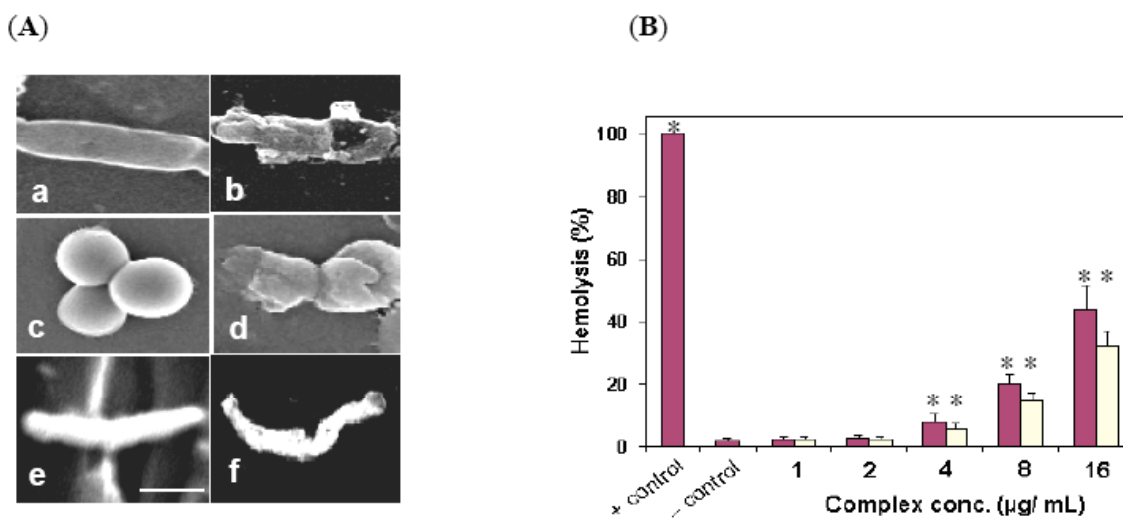 (A)
(B)
a
b
c
d
e
f
Hemolysis (%)
100
80
60
40
20
0
*
* *
* *
* *
+ control
– control
1
2
4
8
16
Complex conc. (µg/ mL)